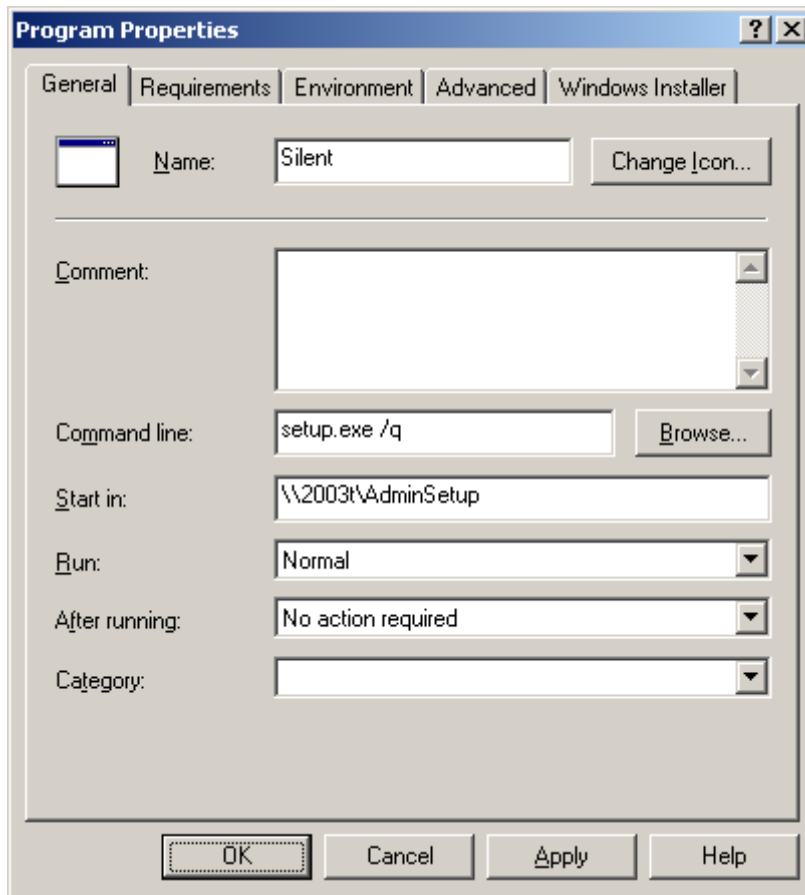 Program Properties
General Requirements Environment Advanced Windows Installer
Name: Silent Change Icon...
Comment:
Command line: setup.exe /q Browse...
Start in: \\2003t\AdminSetup
Run: Normal
After running: No action required
Category:
OK Cancel Apply Help